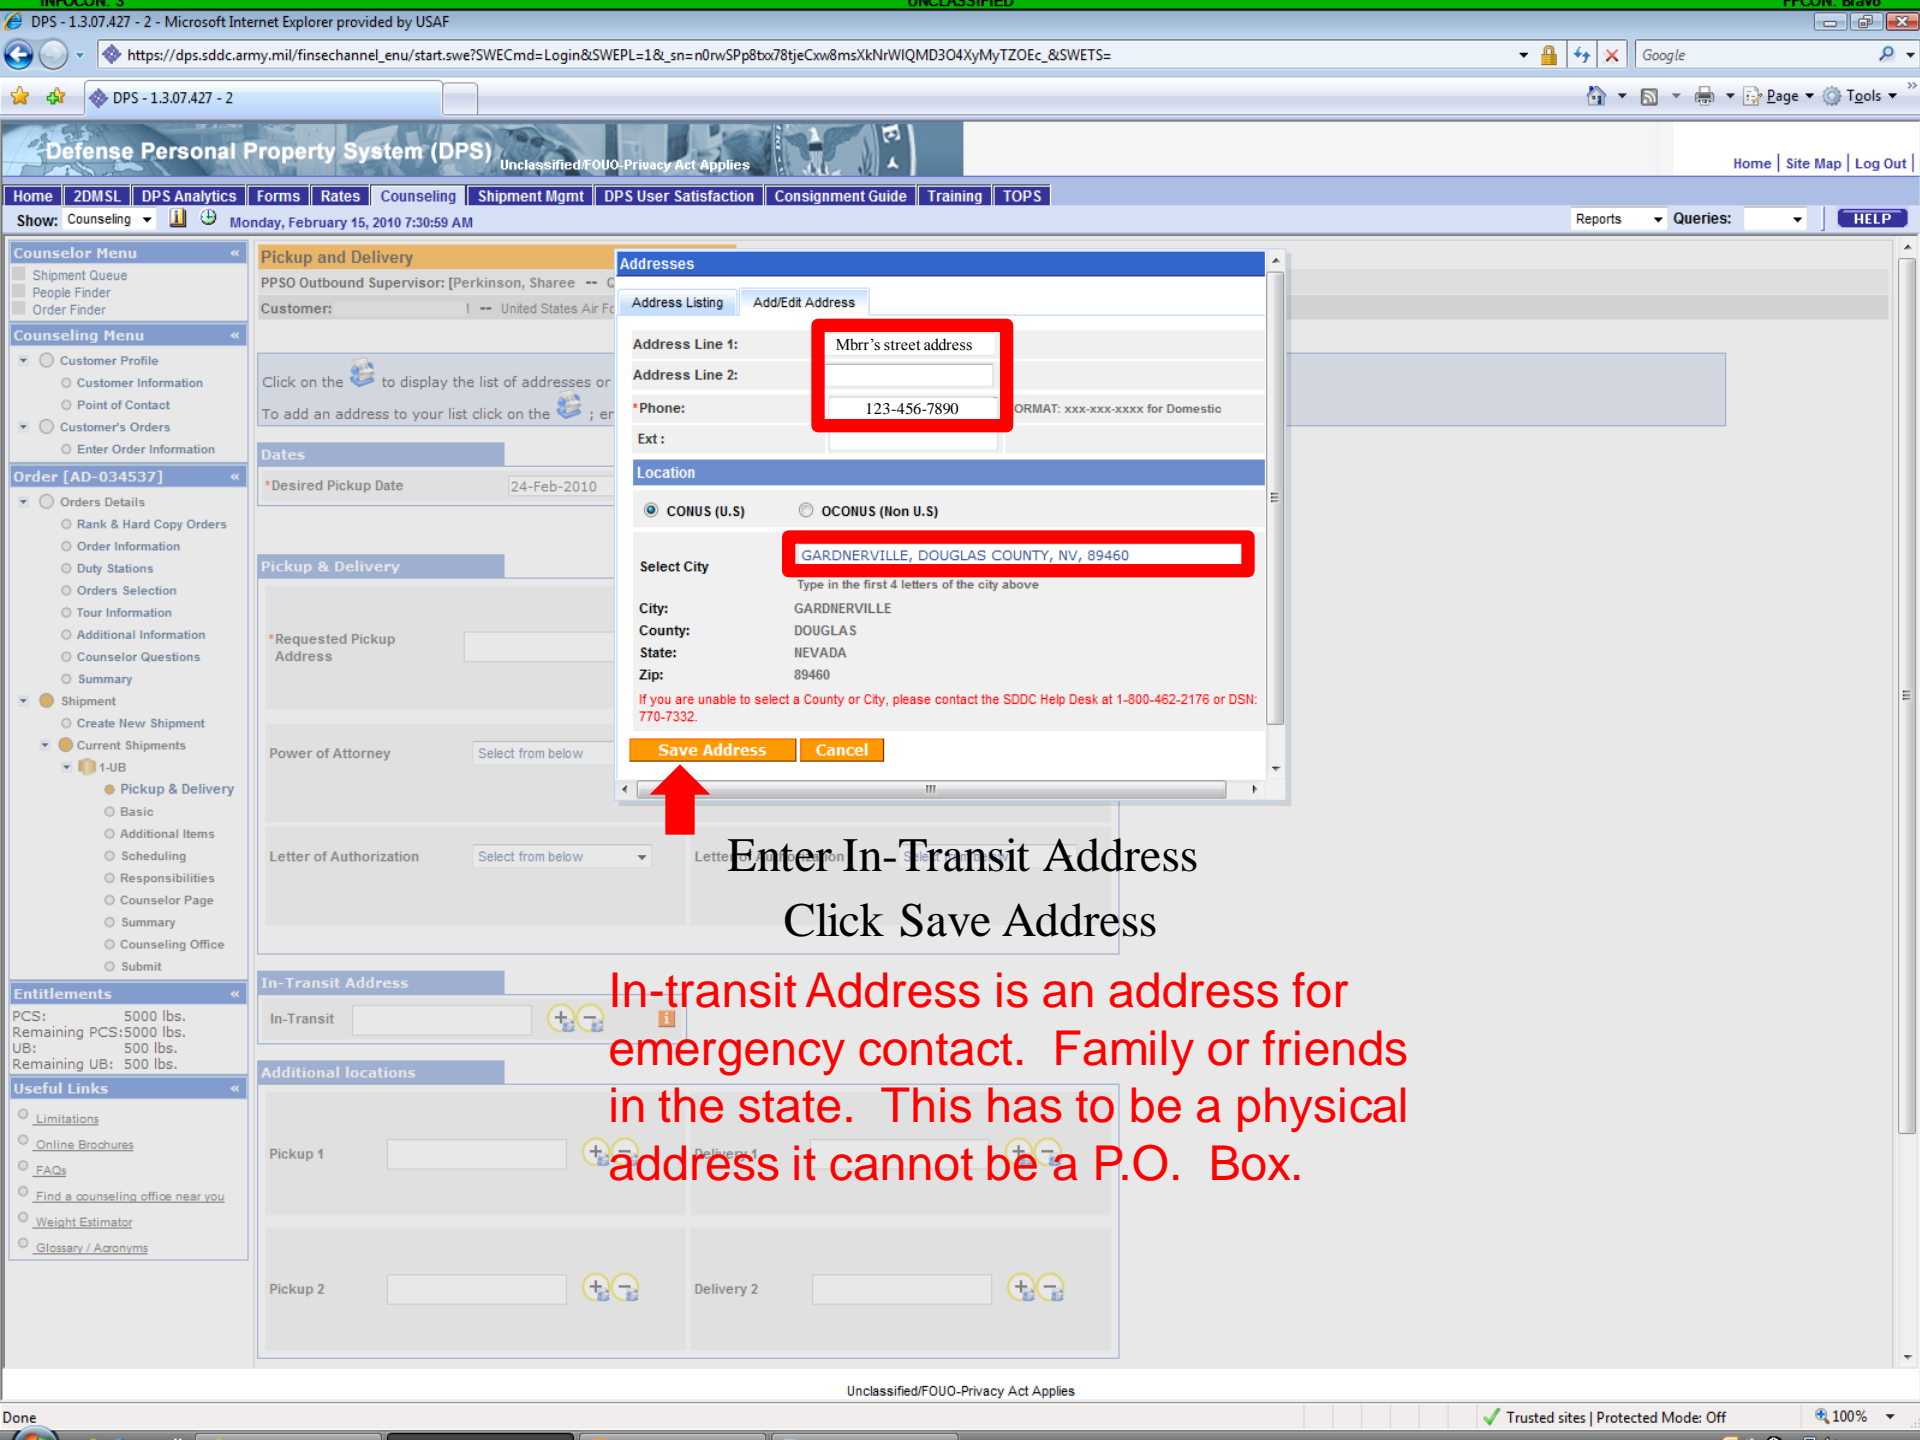 INFOCON: 3 UNCLASSIFIED FPCON: Bravo
DPS - 1.3.07.427 - 2 - Microsoft Internet Explorer provided by USAF
https://dps.sddc.army.mil/finsechannel_enu/start.swe?SWECmd=Login&SWEPL=1&_sn=n0rwSPp8txx78tjeCxw8msXkNrWIQMD3O4XyMyTZOEc_&SWETS=
Google
DPS - 1.3.07.427 - 2
Page Tools
Defense Personal Property System (DPS) Unclassified/FOUO-Privacy Act Applies
Home | Site Map | Log Out |
Home 2DMSL DPS Analytics Forms Rates Counseling Shipment Mgmt DPS User Satisfaction Consignment Guide Training TOPS
Show: Counseling Monday, February 15, 2010 7:30:59 AM Reports Queries: HELP
Counselor Menu
Shipment Queue
People Finder
Order Finder
Counseling Menu
Customer Profile
Customer Information
Point of Contact
Customer's Orders
Enter Order Information
Order [AD-034537]
Orders Details
Rank & Hard Copy Orders
Order Information
Duty Stations
Orders Selection
Tour Information
Additional Information
Counselor Questions
Summary
Shipment
Create New Shipment
Current Shipments
1-UB
Pickup & Delivery
Basic
Additional Items
Scheduling
Responsibilities
Counselor Page
Summary
Counseling Office
Submit
Entitlements
PCS: 5000 lbs.
Remaining PCS:5000 lbs.
UB: 500 lbs.
Remaining UB: 500 lbs.
Useful Links
Limitations
Online Brochures
FAQs
Find a counseling office near you
Weight Estimator
Glossary / Acronyms
Pickup and Delivery
PPSO Outbound Supervisor: [Perkinson, Sharee --
Customer: -- United States Air Fo
Click on the to display the list of addresses or
To add an address to your list click on the ; er
Dates
*Desired Pickup Date 24-Feb-2010
Pickup & Delivery
*Requested Pickup
Address
Power of Attorney Select from below
Letter of Authorization Select from below Letter of Authorization Select from below
Addresses
Address Listing Add/Edit Address
Address Line 1: Mbrr's street address
Address Line 2:
*Phone: 123-456-7890 ORMAT: xxx-xxx-xxxx for Domestic
Ext :
Location
CONUS (U.S) OCONUS (Non U.S)
Select City GARDNERVILLE, DOUGLAS COUNTY, NV, 89460
Type in the first 4 letters of the city above
City: GARDNERVILLE
County: DOUGLAS
State: NEVADA
Zip: 89460
If you are unable to select a County or City, please contact the SDDC Help Desk at 1-800-462-2176 or DSN:
770-7332.
Save Address Cancel
Enter In-Transit Address
Click Save Address
In-transit Address is an address for
emergency contact. Family or friends
in the state. This has to be a physical
address it cannot be a P.O. Box.
In-Transit Address
In-Transit
Additional locations
Pickup 1 Delivery 1
Pickup 2 Delivery 2
Unclassified/FOUO-Privacy Act Applies
Done Trusted sites | Protected Mode: Off 100%